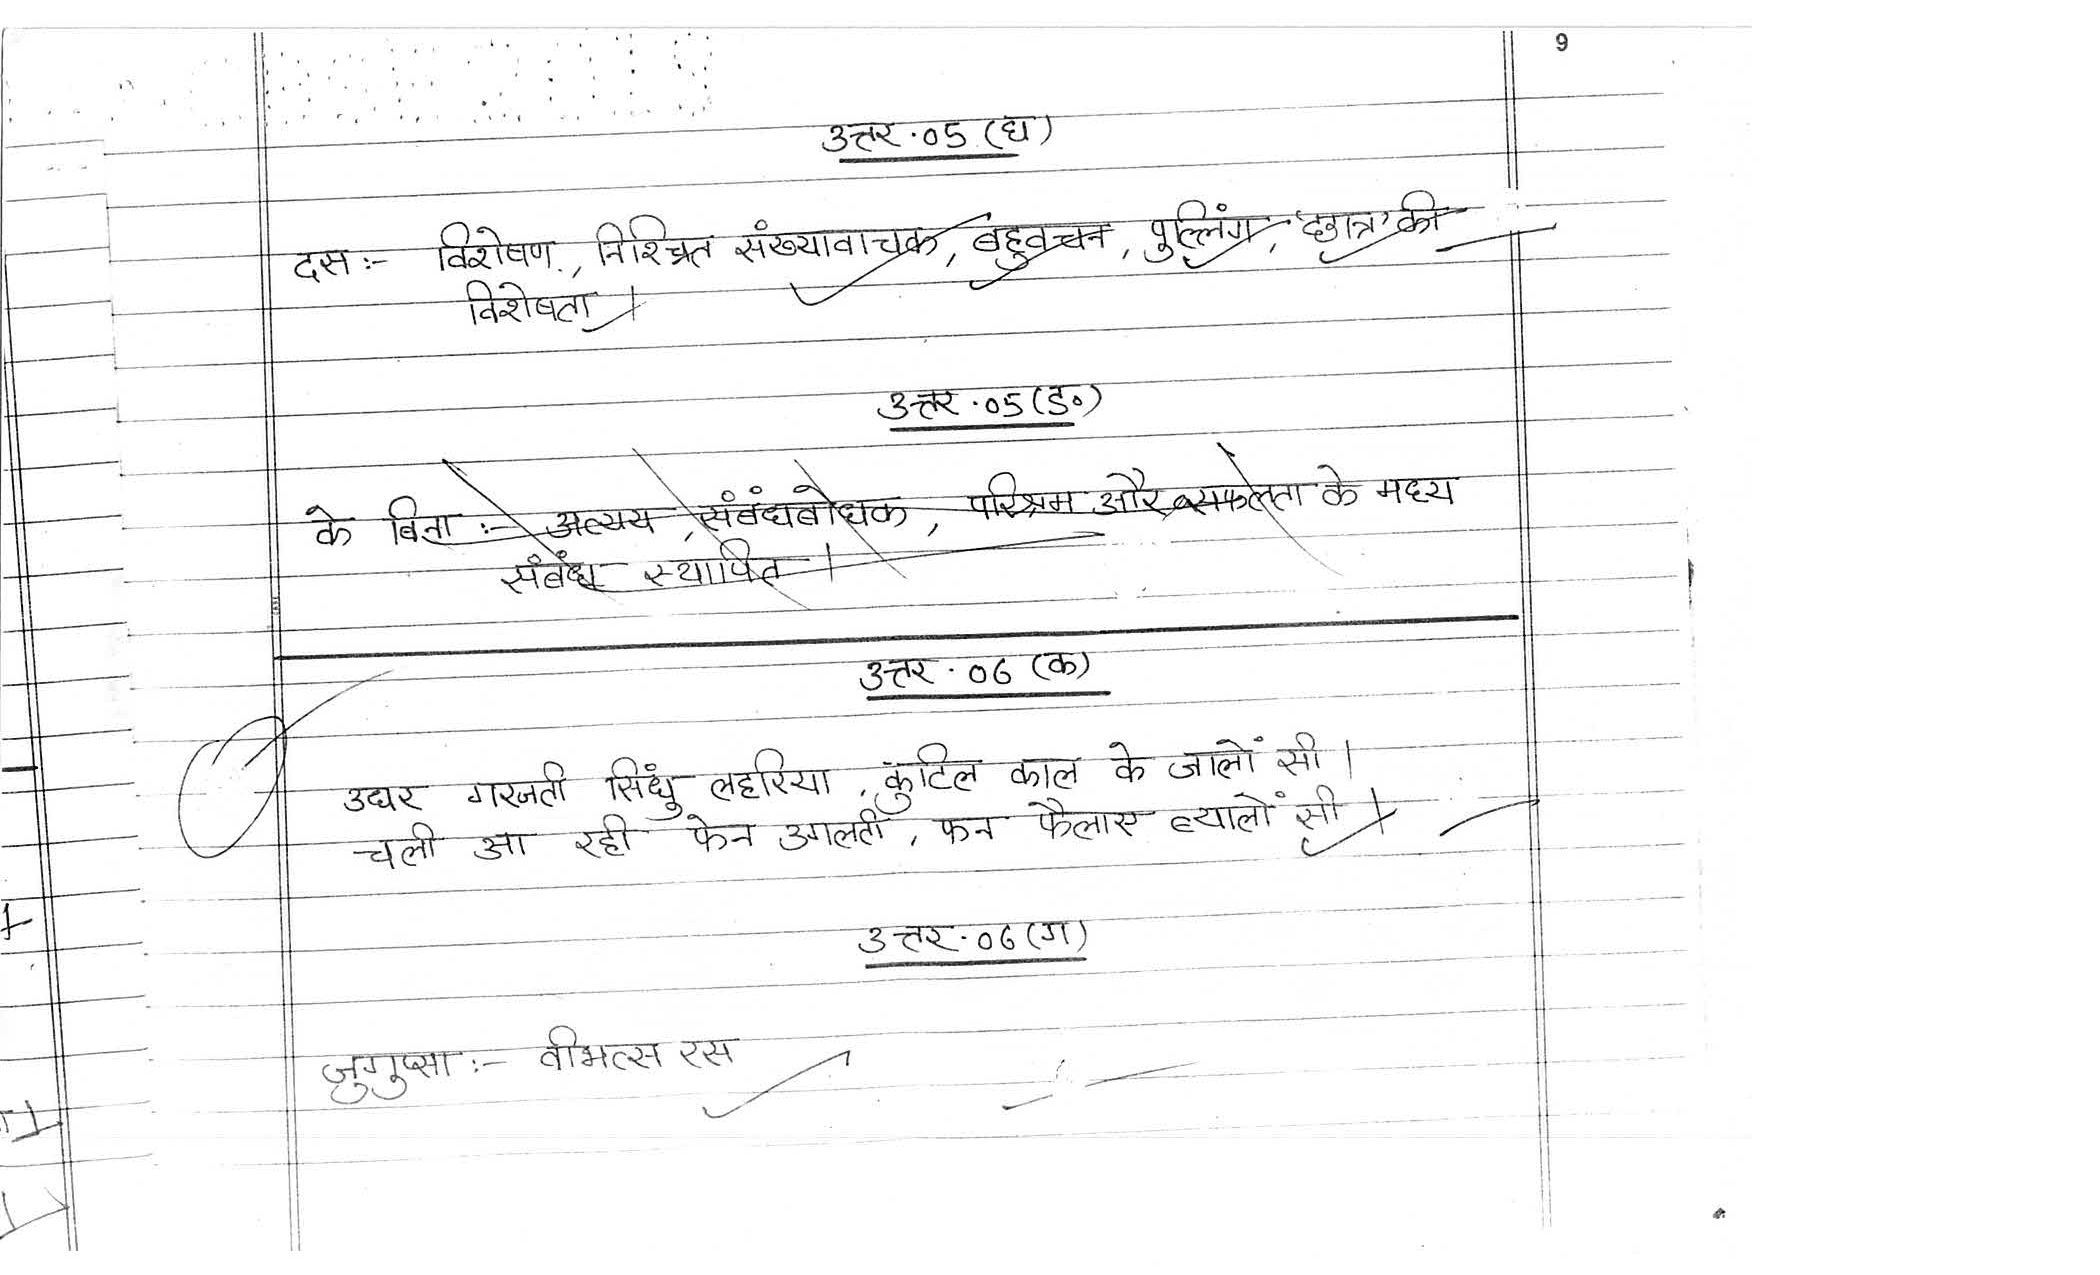 9
उत्तर.05 (घ)
दस :- विशेषण, निश्चित संख्यावाचक, बहुवचन, पुल्लिंग, 'छात्र' की
विशेषता।
उत्तर.05 (ड॰)
के बिना :- अव्यय, संबंधबोधक, परिश्रम और सफलता के मध्य
संबंध स्थापित।
उत्तर. 06 (क)
उधर गरजती सिंधु लहरिया, कुटिल काल के जालों सी।
चली आ रही फेन उगलती, फन फैलाए व्यालों सी।
उत्तर.06 (ग)
जुगुप्सा :- वीभत्स रस